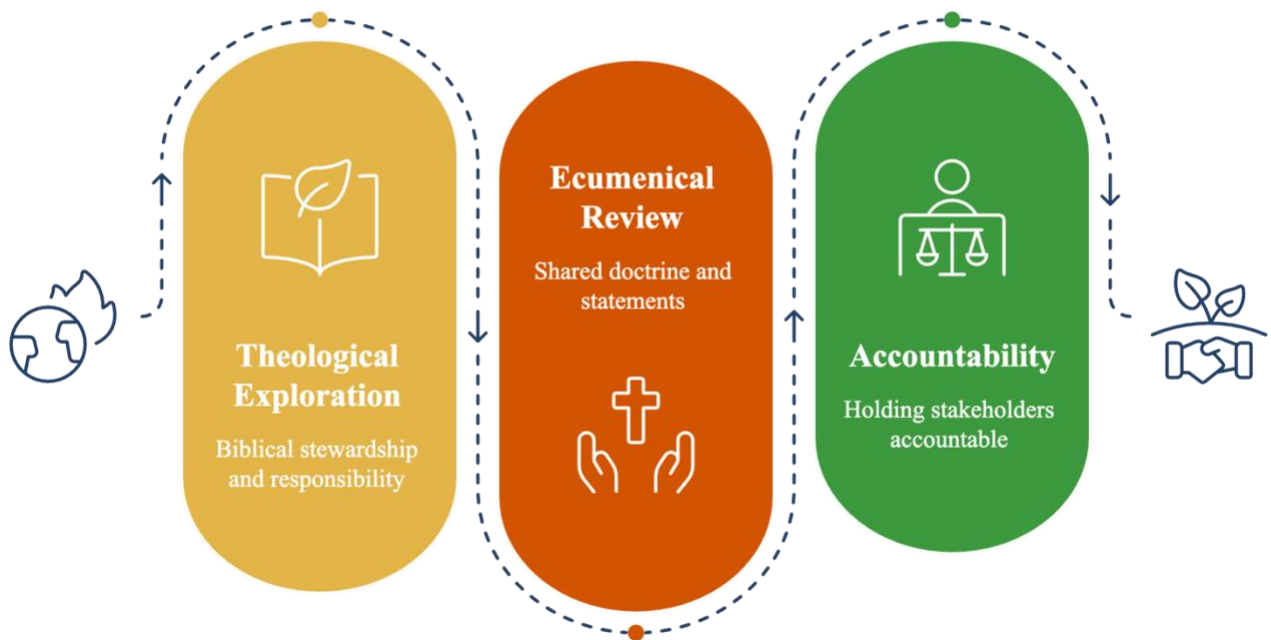 Theological
Exploration
Biblical stewardship
and responsibility
Ecumenical
Review
Shared doctrine and
statements
Accountability
Holding stakeholders
accountable